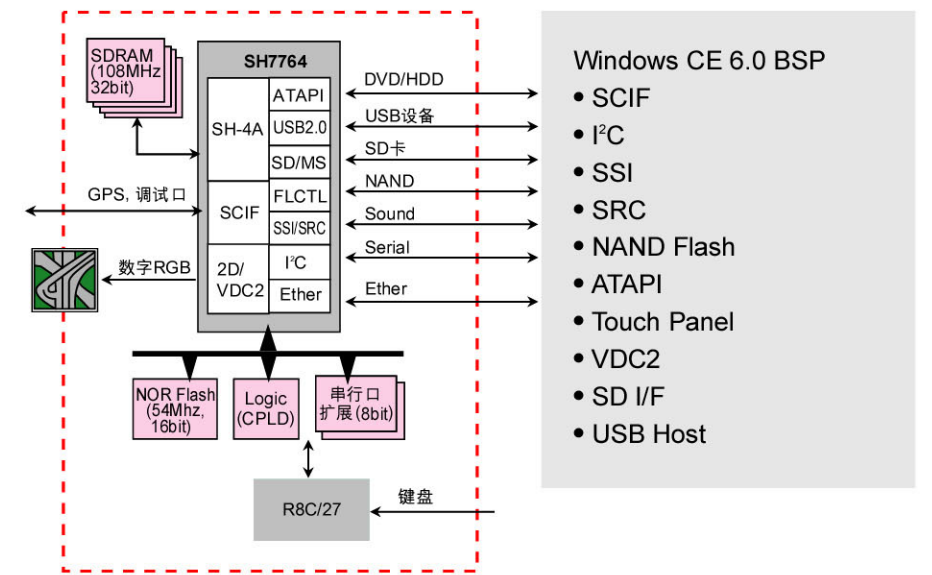 SDRAM
(108MHz
32bit)
SH7764
SH-4A
SCIF
2D/
VDC2
ATAPI
USB2.0
SD/MS
FLCTL
SSI/SRC
I²C
Ether
GPS, 调试口
数字RGB
DVD/HDD
USB设备
SD卡
NAND
Sound
Serial
Ether
NOR Flash
(54Mhz,
16bit)
Logic
(CPLD)
串行口
扩展(8bit)
R8C/27
键盘
Windows CE 6.0 BSP
• SCIF
• I²C
• SSI
• SRC
• NAND Flash
• ATAPI
• Touch Panel
• VDC2
• SD I/F
• USB Host